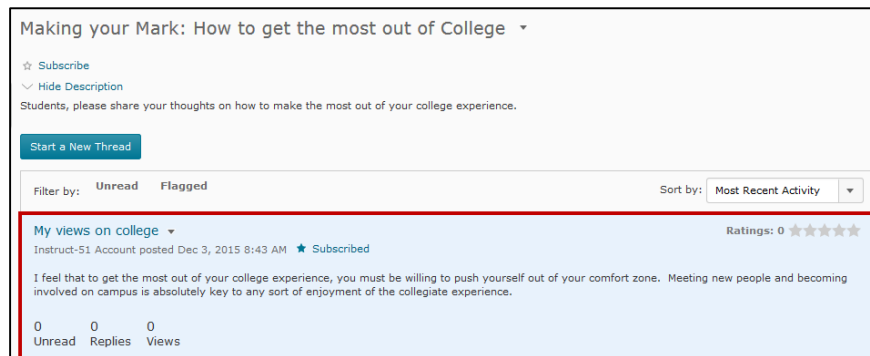 Making your Mark: How to get the most out of College
Subscribe
Hide Description
Students, please share your thoughts on how to make the most out of your college experience.
Start a New Thread
Filter by: Unread Flagged Sort by: Most Recent Activity
My views on college Ratings: 0
Instruct-51 Account posted Dec 3, 2015 8:43 AM Subscribed
I feel that to get the most out of your college experience, you must be willing to push yourself out of your comfort zone.  Meeting new people and becoming
involved on campus is absolutely key to any sort of enjoyment of the collegiate experience.
0 0 0
Unread Replies Views